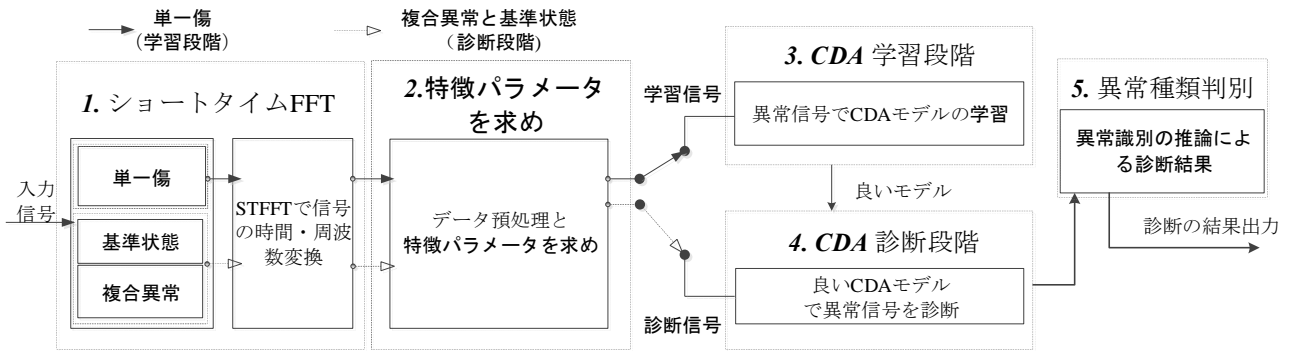 単一傷
（学習段階）
複合異常と基準状態
（診断段階)
1. ショートタイムFFT
入力
信号
単一傷
基準状態
複合異常
STFFTで信号
の時間・周波
数変換
2.特徴パラメータ
を求め
データ預処理と
特徴パラメータを求め
学習信号
診断信号
3. CDA 学習段階
異常信号でCDAモデルの学習
良いモデル
4. CDA 診断段階
良いCDAモデル
で異常信号を診断
5. 異常種類判別
異常識別の推論によ
る診断結果
診断の結果出力